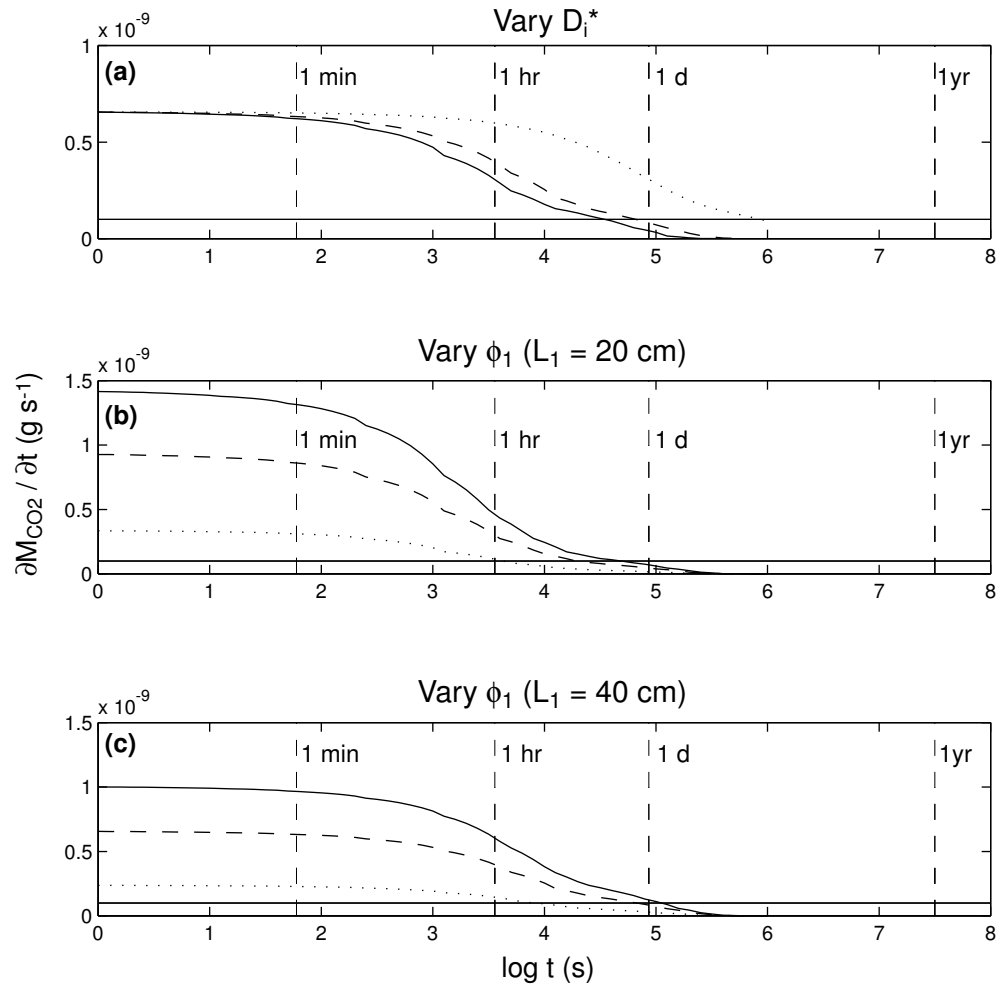 Vary Dᵢ*
x 10⁻⁹
(a)
1 min
1 hr
1 d
1yr
1
0.5
0
0 1 2 3 4 5 6 7 8
Vary ϕ₁ (L₁ = 20 cm)
x 10⁻⁹
(b)
1 min
1 hr
1 d
1yr
1.5
1
0.5
0
0 1 2 3 4 5 6 7 8
∂M_CO2 / ∂t (g s⁻¹)
Vary ϕ₁ (L₁ = 40 cm)
x 10⁻⁹
(c)
1 min
1 hr
1 d
1yr
1.5
1
0.5
0
0 1 2 3 4 5 6 7 8
log t (s)